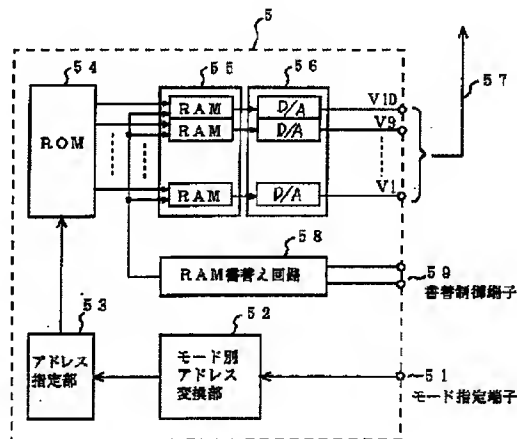 5
54
55
56
57
ROM
RAM
D/A
V10
RAM
D/A
V9
RAM
D/A
V1
58
RAM書替え回路
59
書替制御端子
53
52
アドレス
指定部
モード別
アドレス
変換部
51
モード指定端子